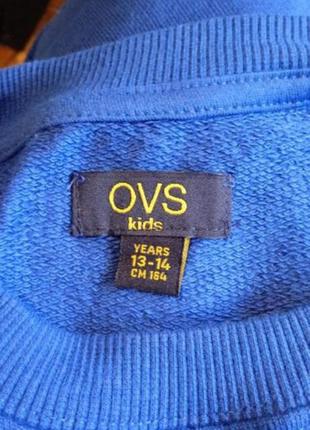 OVS
kids
YEARS
13-14
CM 164